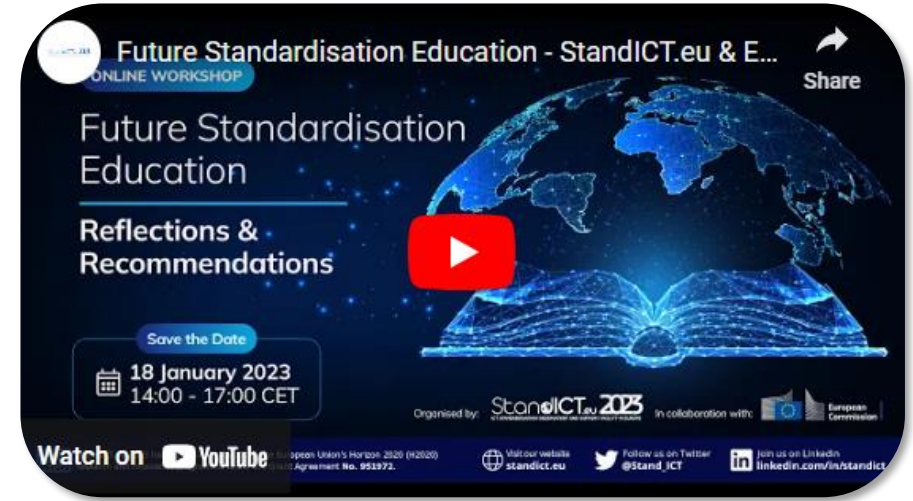 Future Standardisation Education - StandICT.eu & E...
Share
ONLINE WORKSHOP
Future Standardisation
Education
Reflections &
Recommendations
Save the Date
18 January 2023
14:00 - 17:00 CET
Organised by: StandICT.eu 2023 In collaboration with: European
Commission
Watch on YouTube
European Union's Horizon 2020 (H2020)
Agreement No. 951972.
Visit our website
standict.eu
Follow us on Twitter
@Stand_ICT
Join us on Linkedin
linkedin.com/in/standict